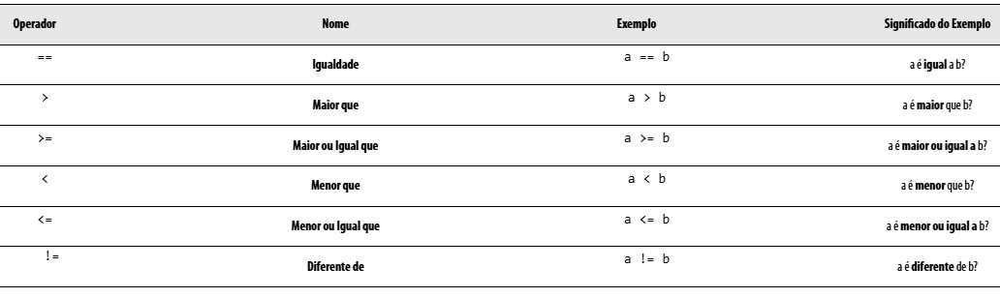 Operador Nome Exemplo Significado do Exemplo
== Igualdade a == b a é igual a b?
> Maior que a > b a é maior que b?
>= Maior ou Igual que a >= b a é maior ou igual a b?
< Menor que a < b a é menor que b?
<= Menor ou Igual que a <= b a é menor ou igual a b?
!= Diferente de a != b a é diferente de b?